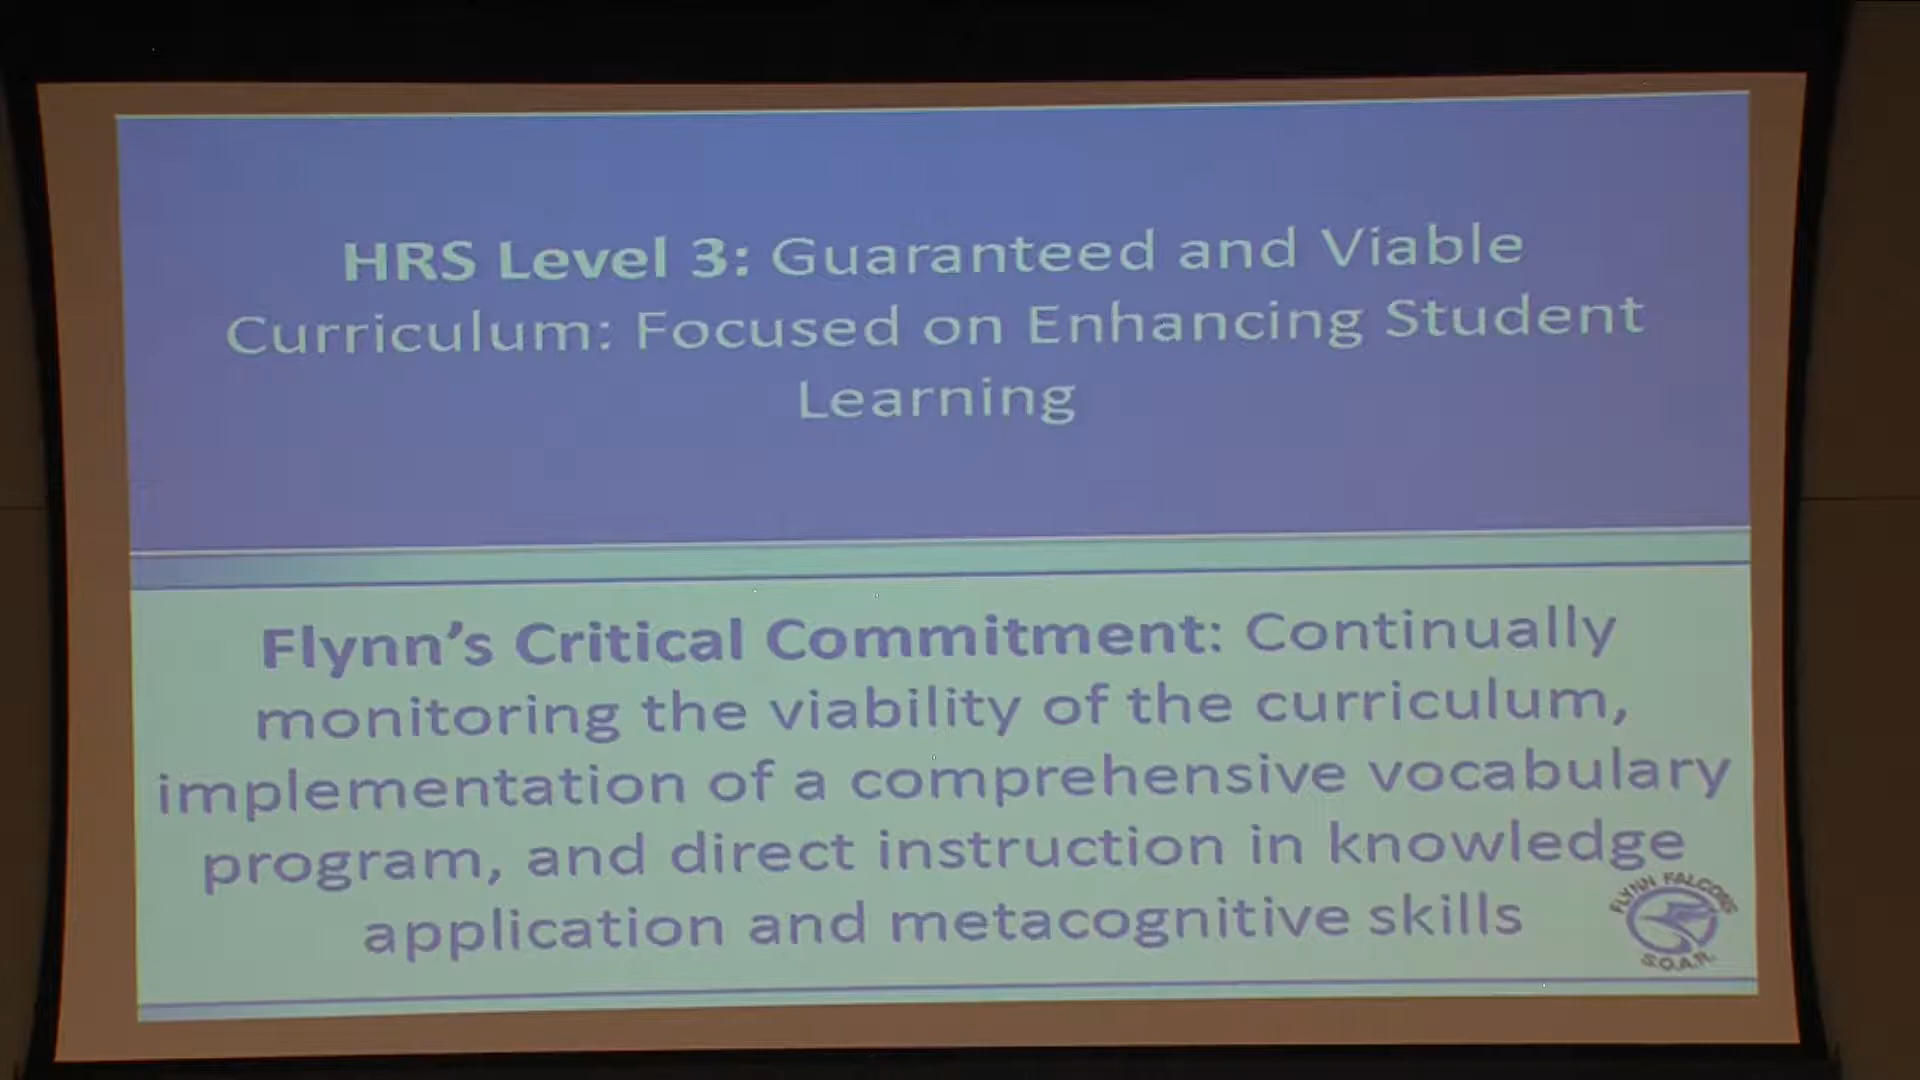 HRS Level 3: Guaranteed and Viable
Curriculum: Focused on Enhancing Student
Learning
Flynn's Critical Commitment: Continually
monitoring the viability of the curriculum,
implementation of a comprehensive vocabulary
program, and direct instruction in knowledge
application and metacognitive skills
FLYNN FALCONS
S.O.A.R.